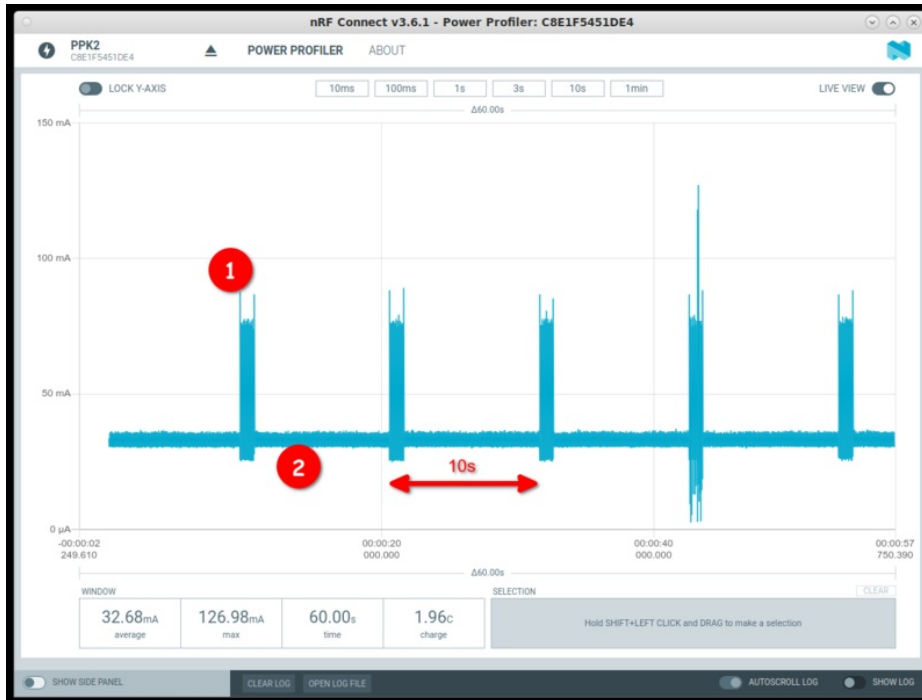 nRF Connect v3.6.1 - Power Profiler: C8E1F5451DE4
PPK2
C8E1F5451DE4
POWER PROFILER
ABOUT
LOCK Y-AXIS
10ms
100ms
1s
3s
10s
1min
LIVE VIEW
Δ60.00s
150 mA
100 mA
50 mA
0 µA
1
2
10s
-00:00:02
249.610
00:00:20
000.000
00:00:40
000.000
00:00:57
750.390
Δ60.00s
WINDOW
32.68mA
average
126.98mA
max
60.00s
time
1.96C
charge
SELECTION
CLEAR
Hold SHIFT+LEFT CLICK and DRAG to make a selection
SHOW SIDE PANEL
CLEAR LOG
OPEN LOG FILE
AUTOSCROLL LOG
SHOW LOG